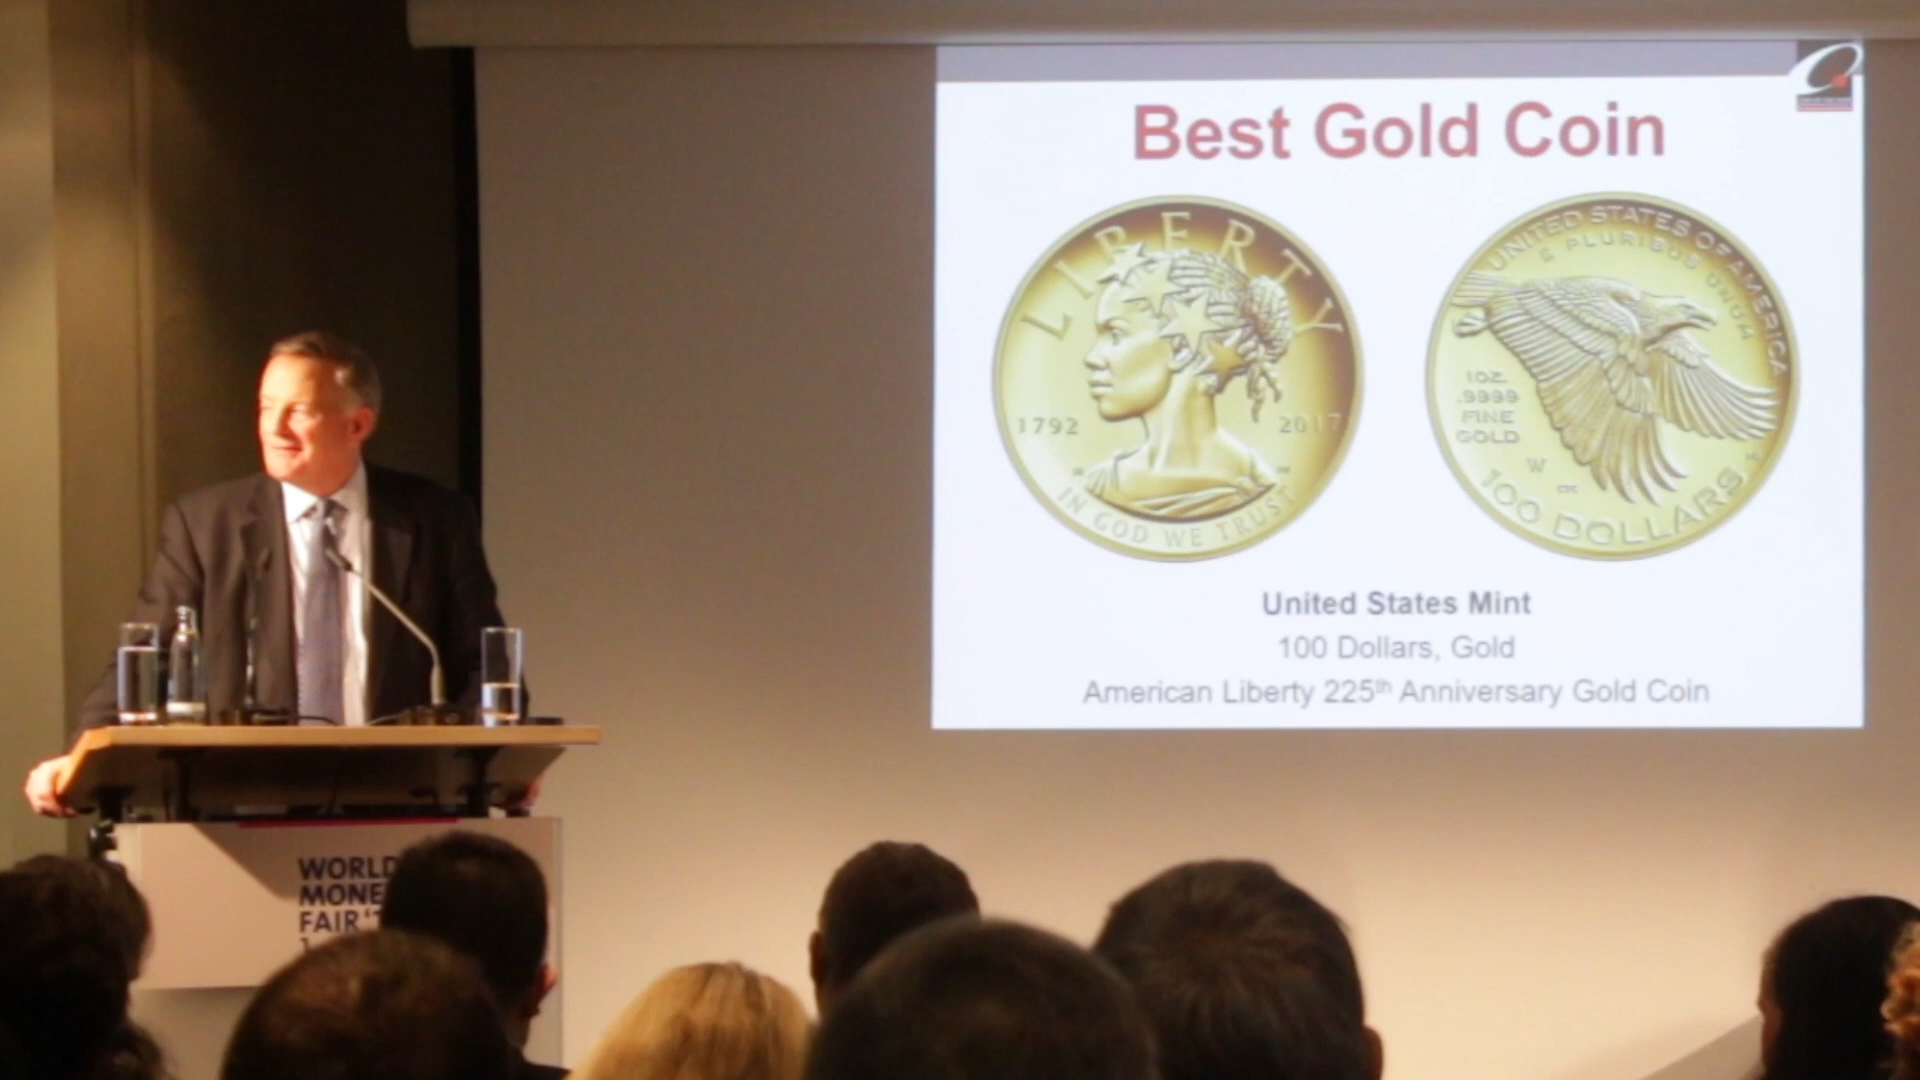 Best Gold Coin
LIBERTY
1792 2017
IN GOD WE TRUST
UNITED STATES OF AMERICA
E PLURIBUS UNUM
1OZ.
.9999
FINE
GOLD
W
100 DOLLARS
United States Mint
100 Dollars, Gold
American Liberty 225th Anniversary Gold Coin
WORLD
MONE
FAIR '1